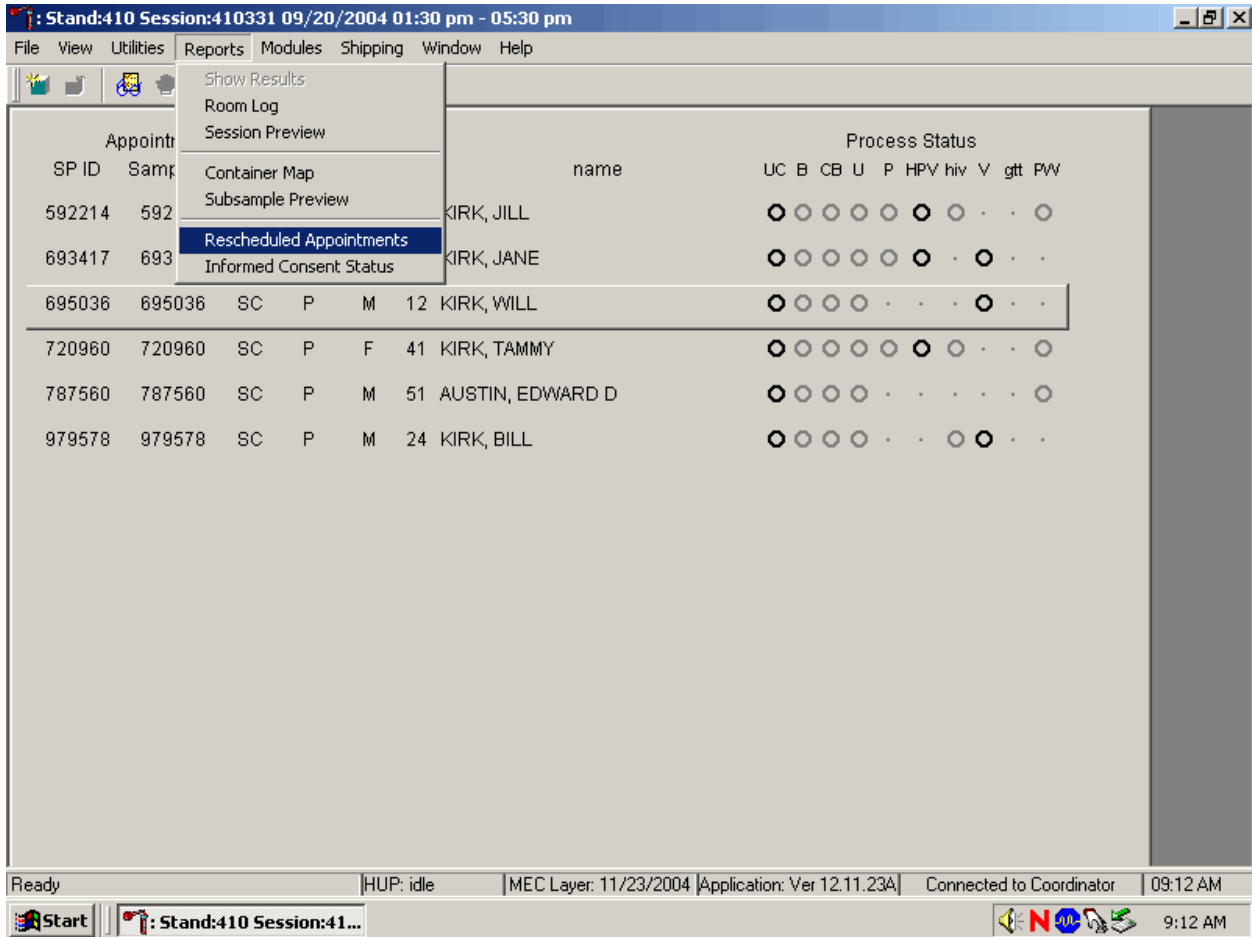 : Stand:410 Session:410331 09/20/2004 01:30 pm - 05:30 pm
File View Utilities Reports Modules Shipping Window Help
Show Results
Room Log
Session Preview
Container Map
Subsample Preview
Rescheduled Appointments
Informed Consent Status
Process Status
SP ID name UC B CB U P HPV hiv V gtt PW
592214 592 KIRK, JILL
693417 693 KIRK, JANE
695036 695036 SC P M 12 KIRK, WILL
720960 720960 SC P F 41 KIRK, TAMMY
787560 787560 SC P M 51 AUSTIN, EDWARD D
979578 979578 SC P M 24 KIRK, BILL
Ready HUP: idle MEC Layer: 11/23/2004 Application: Ver 12.11.23A Connected to Coordinator 09:12 AM
Start : Stand:410 Session:41... N 9:12 AM